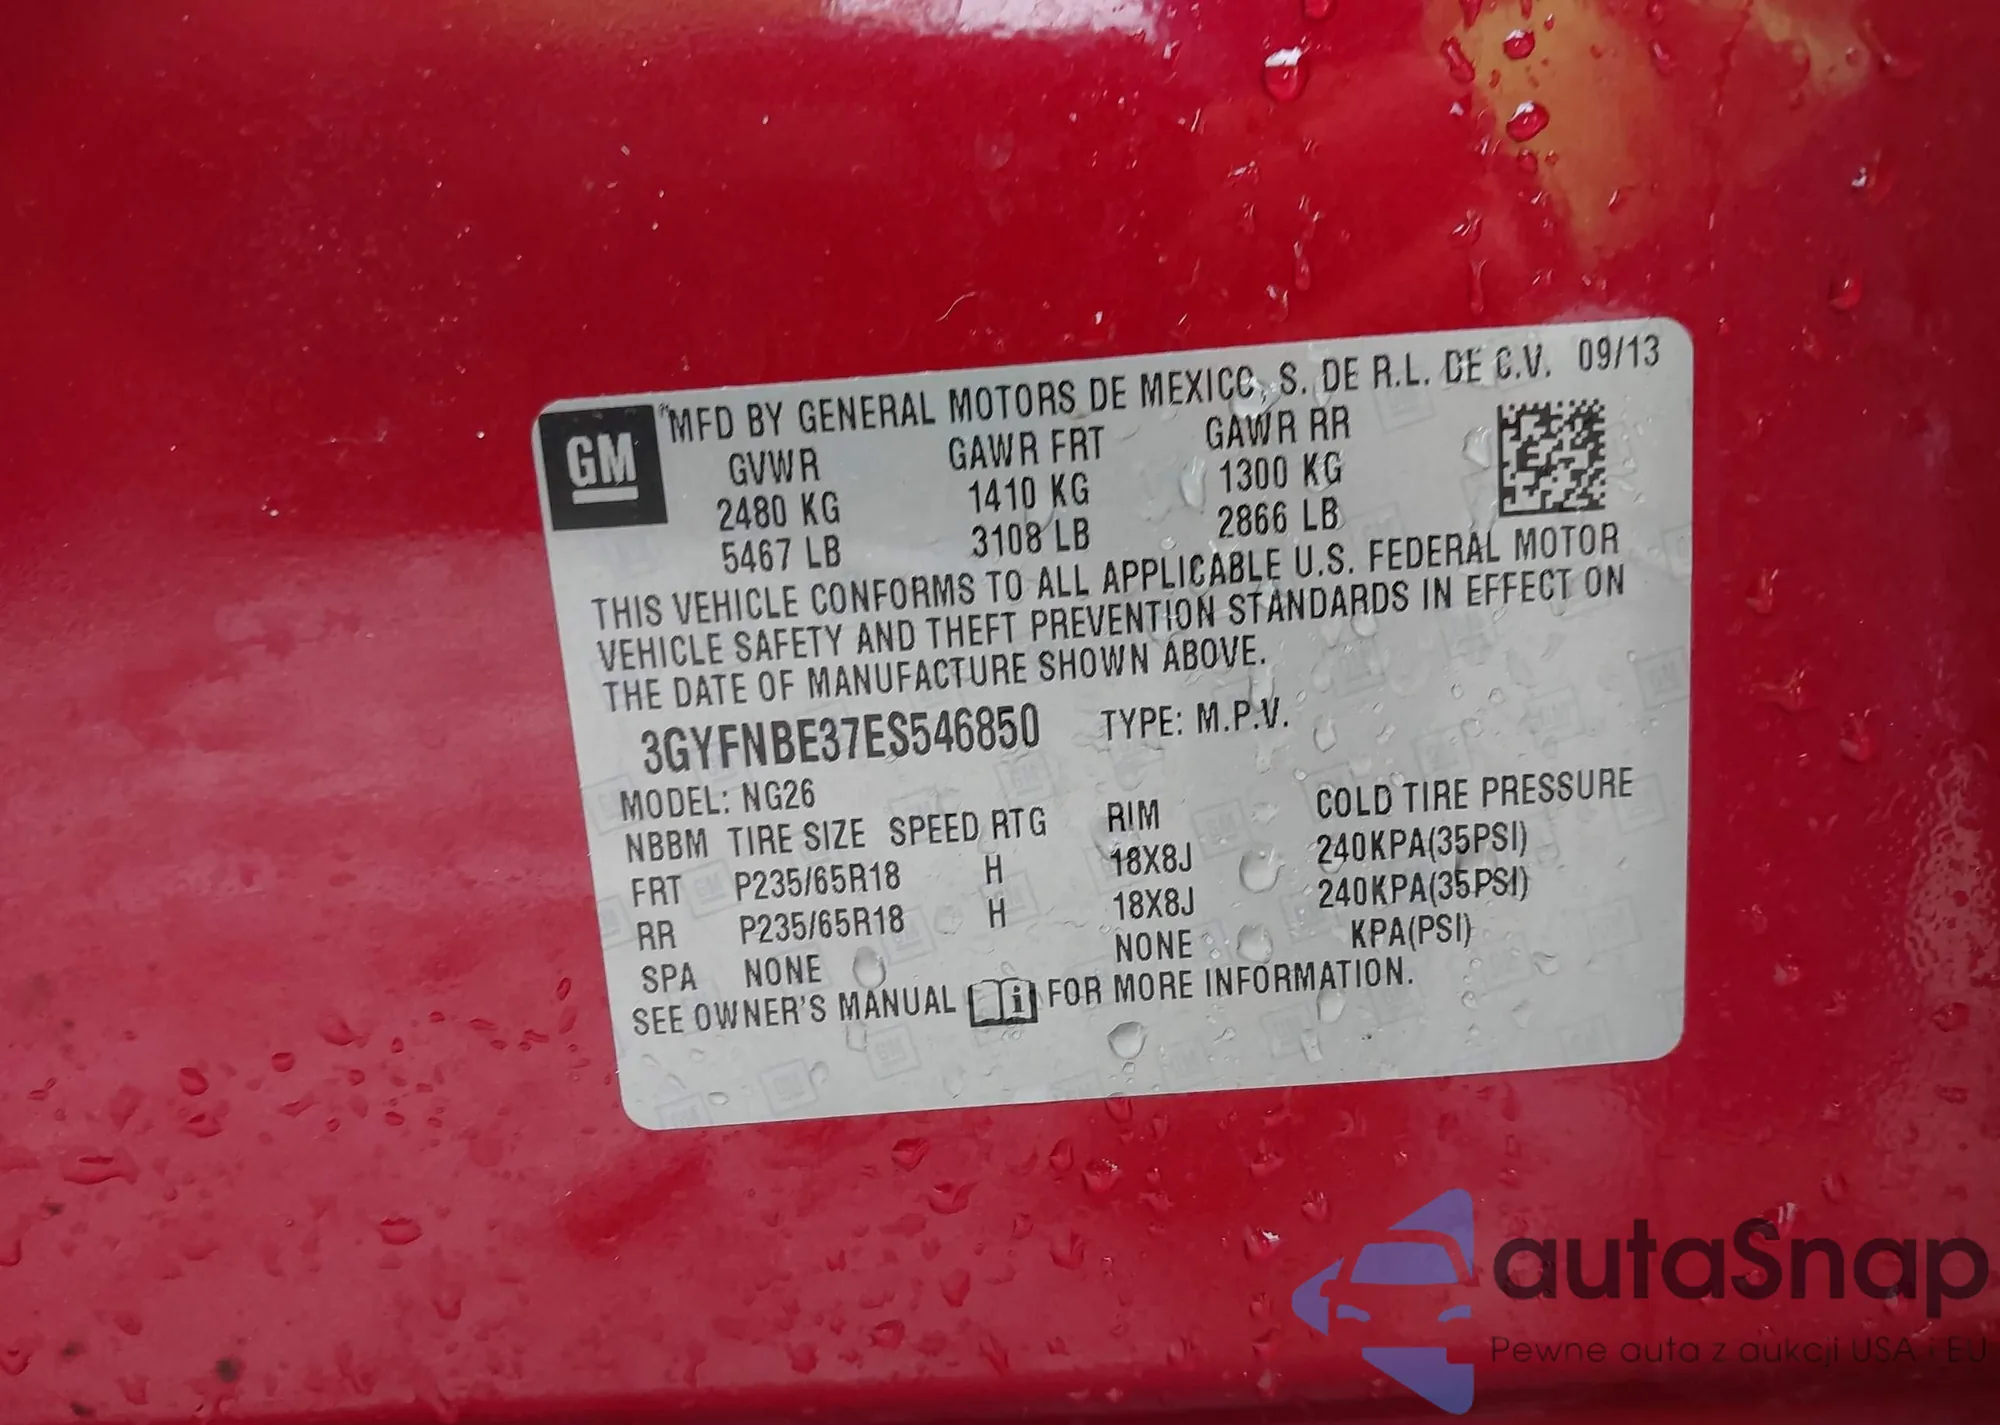 GM
MFD BY GENERAL MOTORS DE MEXICO, S. DE R.L. DE C.V. 09/13
GVWR GAWR FRT GAWR RR
2480 KG 1410 KG 1300 KG
5467 LB 3108 LB 2866 LB
THIS VEHICLE CONFORMS TO ALL APPLICABLE U.S. FEDERAL MOTOR
VEHICLE SAFETY AND THEFT PREVENTION STANDARDS IN EFFECT ON
THE DATE OF MANUFACTURE SHOWN ABOVE.
3GYFNBE37ES546850 TYPE: M.P.V.
MODEL: NG26
NBBM TIRE SIZE SPEED RTG RIM COLD TIRE PRESSURE
FRT P235/65R18 H 18X8J 240KPA(35PSI)
RR P235/65R18 H 18X8J 240KPA(35PSI)
SPA NONE NONE KPA(PSI)
SEE OWNER'S MANUAL i FOR MORE INFORMATION.
autaSnap
Pewne auta z aukcji USA i EU